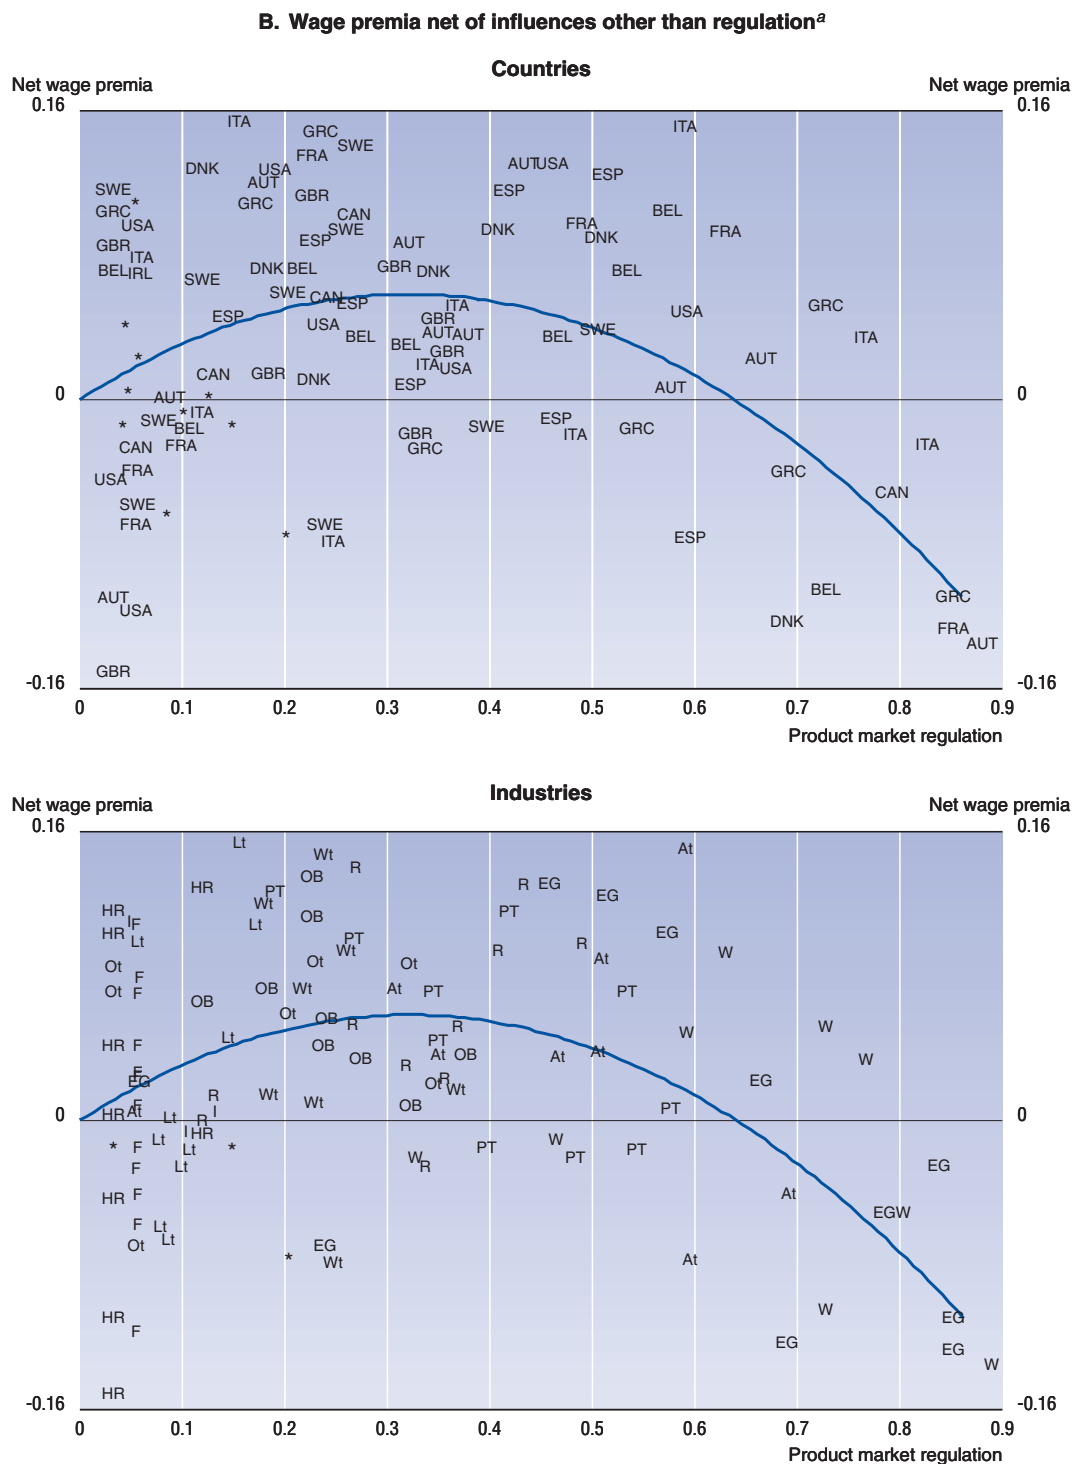 B. Wage premia net of influences other than regulationa
Countries
Net wage premia Net wage premia
0.16 0.16
ITA ITA
GRC
SWE
FRA
AUT USA
DNK USA
ESP
AUT
SWE ESP
* GBR
GRC GRC BEL
CAN
USA FRA
SWE DNK FRA
ESP DNK
GBR AUT
ITA
BEL IRL DNK BEL GBR DNK BEL
SWE
SWE CAN
ESP ITA GRC
ESP GBR USA
* USA SWE
BEL AUT AUT BEL ITA
BEL
GBR
* ITA AUT
USA
CAN GBR DNK
ESP AUT
* *
0 AUT 0
* ITA
SWE ESP
* BEL * SWE GRC
GBR ITA
CAN FRA GRC ITA
FRA GRC
USA
CAN
SWE *
FRA SWE
* ITA ESP
BEL
AUT GRC
USA
DNK
FRA
AUT
GBR
-0.16 -0.16
0 0.1 0.2 0.3 0.4 0.5 0.6 0.7 0.8 0.9
Product market regulation
Industries
Net wage premia Net wage premia
0.16 0.16
Lt At
Wt
R
OB
HR PT R EG
EG
Wt
HR OB PT
I F Lt
HR EG
Lt PT R
Wt R W
Ot Ot Ot At
F
Ot F OB Wt At PT PT
OB
Ot OB
R R W W
Lt PT
HR F OB
OB At OB At At W
R
F
F
EG Ot R EG
Wt
R Wt
Wt
F OB PT
HR At I
0 Lt R 0
I HR
Lt W
* F Lt * PT PT
W PT
F Lt R EG
HR F At
EG W
F Lt
Lt
Ot EG
* Wt At
W
HR EG
F
EG
EG
W
HR
-0.16 -0.16
0 0.1 0.2 0.3 0.4 0.5 0.6 0.7 0.8 0.9
Product market regulation